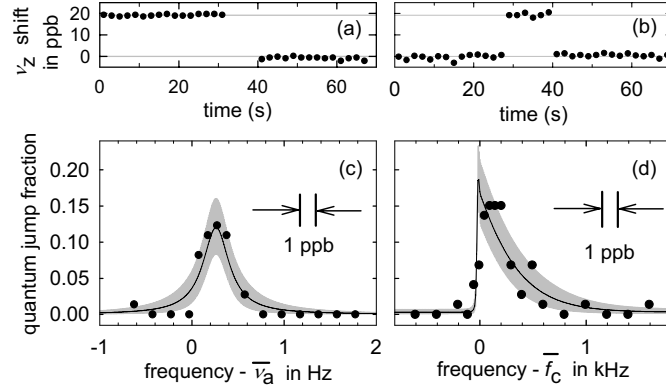 ν_z shift in ppb
20
0
(a)
(b)
0 20 40 60
0 20 40 60
time (s)
time (s)
quantum jump fraction
0.20
0.15
0.10
0.05
0.00
(c)
(d)
1 ppb
1 ppb
-1 0 1 2
0 1
frequency - ν̅_a in Hz
frequency - f̅_c in kHz